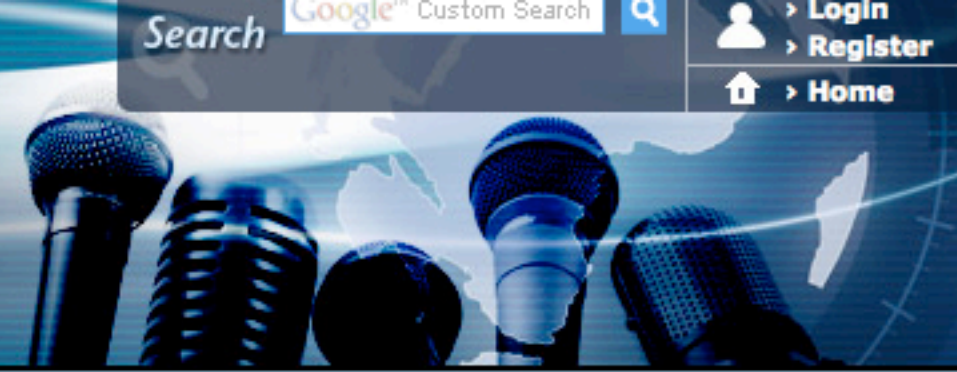 Search
Google™ Custom Search
› Login
› Register
› Home